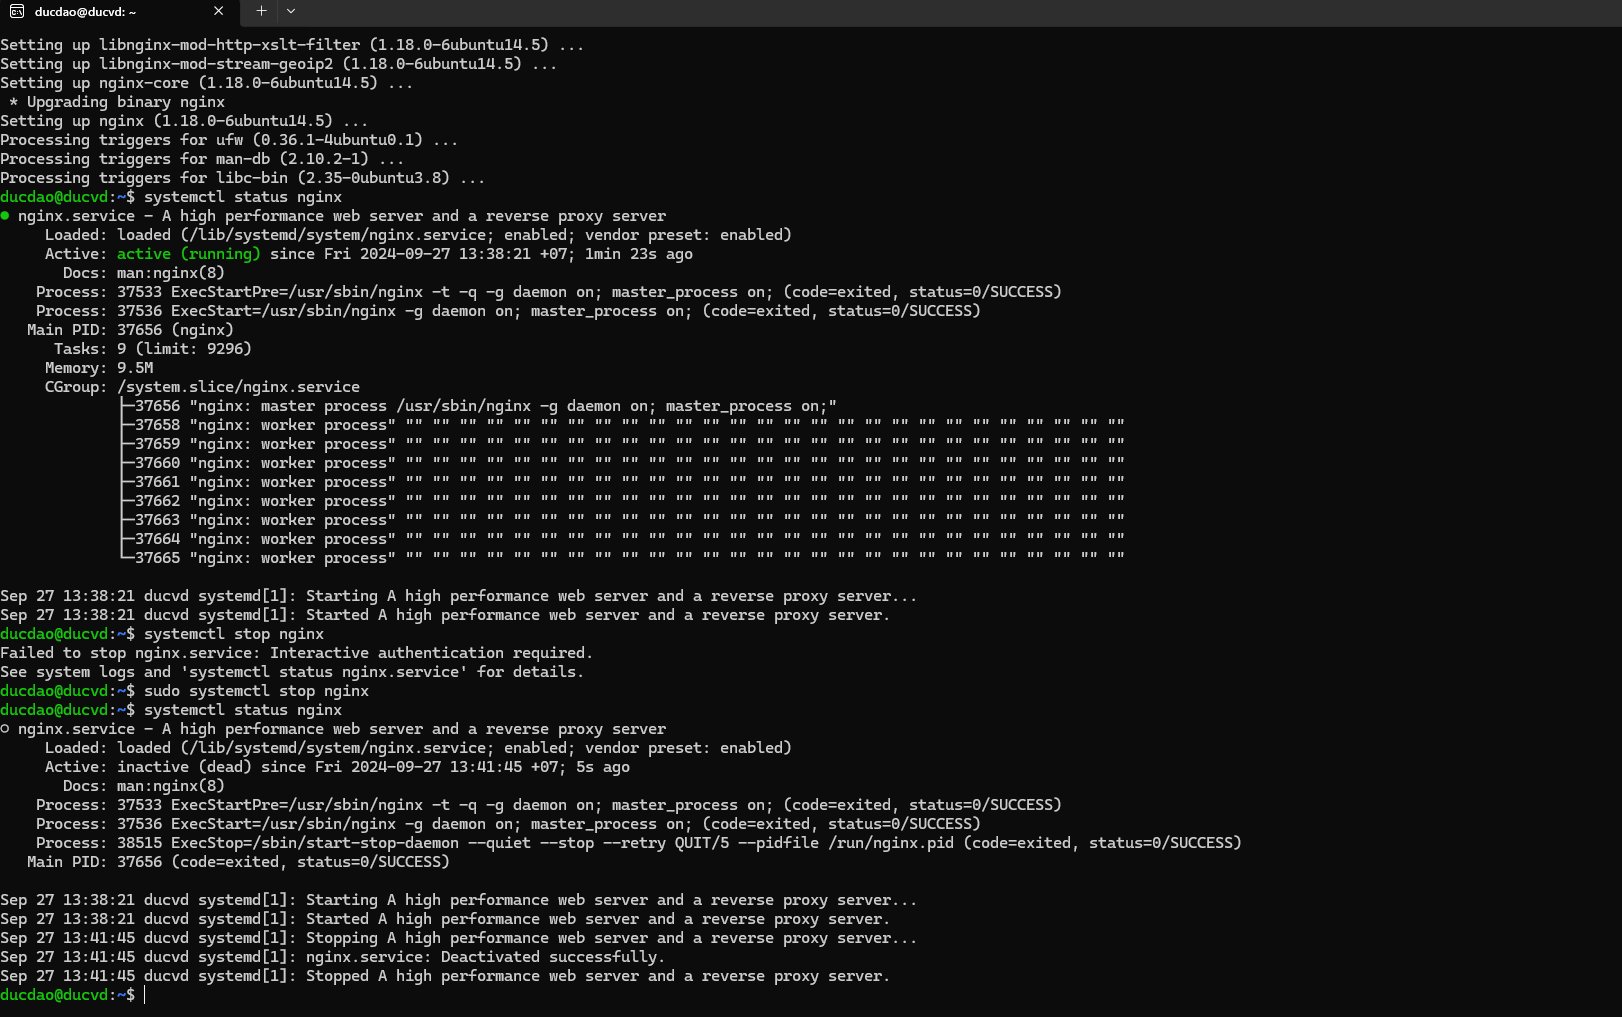 ducdao@ducvd: ~
Setting up libnginx-mod-http-xslt-filter (1.18.0-6ubuntu14.5) ...
Setting up libnginx-mod-stream-geoip2 (1.18.0-6ubuntu14.5) ...
Setting up nginx-core (1.18.0-6ubuntu14.5) ...
 * Upgrading binary nginx
Setting up nginx (1.18.0-6ubuntu14.5) ...
Processing triggers for ufw (0.36.1-4ubuntu0.1) ...
Processing triggers for man-db (2.10.2-1) ...
Processing triggers for libc-bin (2.35-0ubuntu3.8) ...
ducdao@ducvd:~$ systemctl status nginx
● nginx.service - A high performance web server and a reverse proxy server
     Loaded: loaded (/lib/systemd/system/nginx.service; enabled; vendor preset: enabled)
     Active: active (running) since Fri 2024-09-27 13:38:21 +07; 1min 23s ago
       Docs: man:nginx(8)
    Process: 37533 ExecStartPre=/usr/sbin/nginx -t -q -g daemon on; master_process on; (code=exited, status=0/SUCCESS)
    Process: 37536 ExecStart=/usr/sbin/nginx -g daemon on; master_process on; (code=exited, status=0/SUCCESS)
   Main PID: 37656 (nginx)
      Tasks: 9 (limit: 9296)
     Memory: 9.5M
     CGroup: /system.slice/nginx.service
             ├─37656 "nginx: master process /usr/sbin/nginx -g daemon on; master_process on;"
             ├─37658 "nginx: worker process" "" "" "" "" "" "" "" "" "" "" "" "" "" "" "" "" "" "" "" "" "" "" "" "" "" "" ""
             ├─37659 "nginx: worker process" "" "" "" "" "" "" "" "" "" "" "" "" "" "" "" "" "" "" "" "" "" "" "" "" "" "" ""
             ├─37660 "nginx: worker process" "" "" "" "" "" "" "" "" "" "" "" "" "" "" "" "" "" "" "" "" "" "" "" "" "" "" ""
             ├─37661 "nginx: worker process" "" "" "" "" "" "" "" "" "" "" "" "" "" "" "" "" "" "" "" "" "" "" "" "" "" "" ""
             ├─37662 "nginx: worker process" "" "" "" "" "" "" "" "" "" "" "" "" "" "" "" "" "" "" "" "" "" "" "" "" "" "" ""
             ├─37663 "nginx: worker process" "" "" "" "" "" "" "" "" "" "" "" "" "" "" "" "" "" "" "" "" "" "" "" "" "" "" ""
             ├─37664 "nginx: worker process" "" "" "" "" "" "" "" "" "" "" "" "" "" "" "" "" "" "" "" "" "" "" "" "" "" "" ""
             └─37665 "nginx: worker process" "" "" "" "" "" "" "" "" "" "" "" "" "" "" "" "" "" "" "" "" "" "" "" "" "" "" ""
Sep 27 13:38:21 ducvd systemd[1]: Starting A high performance web server and a reverse proxy server...
Sep 27 13:38:21 ducvd systemd[1]: Started A high performance web server and a reverse proxy server.
ducdao@ducvd:~$ systemctl stop nginx
Failed to stop nginx.service: Interactive authentication required.
See system logs and 'systemctl status nginx.service' for details.
ducdao@ducvd:~$ sudo systemctl stop nginx
ducdao@ducvd:~$ systemctl status nginx
○ nginx.service - A high performance web server and a reverse proxy server
     Loaded: loaded (/lib/systemd/system/nginx.service; enabled; vendor preset: enabled)
     Active: inactive (dead) since Fri 2024-09-27 13:41:45 +07; 5s ago
       Docs: man:nginx(8)
    Process: 37533 ExecStartPre=/usr/sbin/nginx -t -q -g daemon on; master_process on; (code=exited, status=0/SUCCESS)
    Process: 37536 ExecStart=/usr/sbin/nginx -g daemon on; master_process on; (code=exited, status=0/SUCCESS)
    Process: 38515 ExecStop=/sbin/start-stop-daemon --quiet --stop --retry QUIT/5 --pidfile /run/nginx.pid (code=exited, status=0/SUCCESS)
   Main PID: 37656 (code=exited, status=0/SUCCESS)
Sep 27 13:38:21 ducvd systemd[1]: Starting A high performance web server and a reverse proxy server...
Sep 27 13:38:21 ducvd systemd[1]: Started A high performance web server and a reverse proxy server.
Sep 27 13:41:45 ducvd systemd[1]: Stopping A high performance web server and a reverse proxy server...
Sep 27 13:41:45 ducvd systemd[1]: nginx.service: Deactivated successfully.
Sep 27 13:41:45 ducvd systemd[1]: Stopped A high performance web server and a reverse proxy server.
ducdao@ducvd:~$